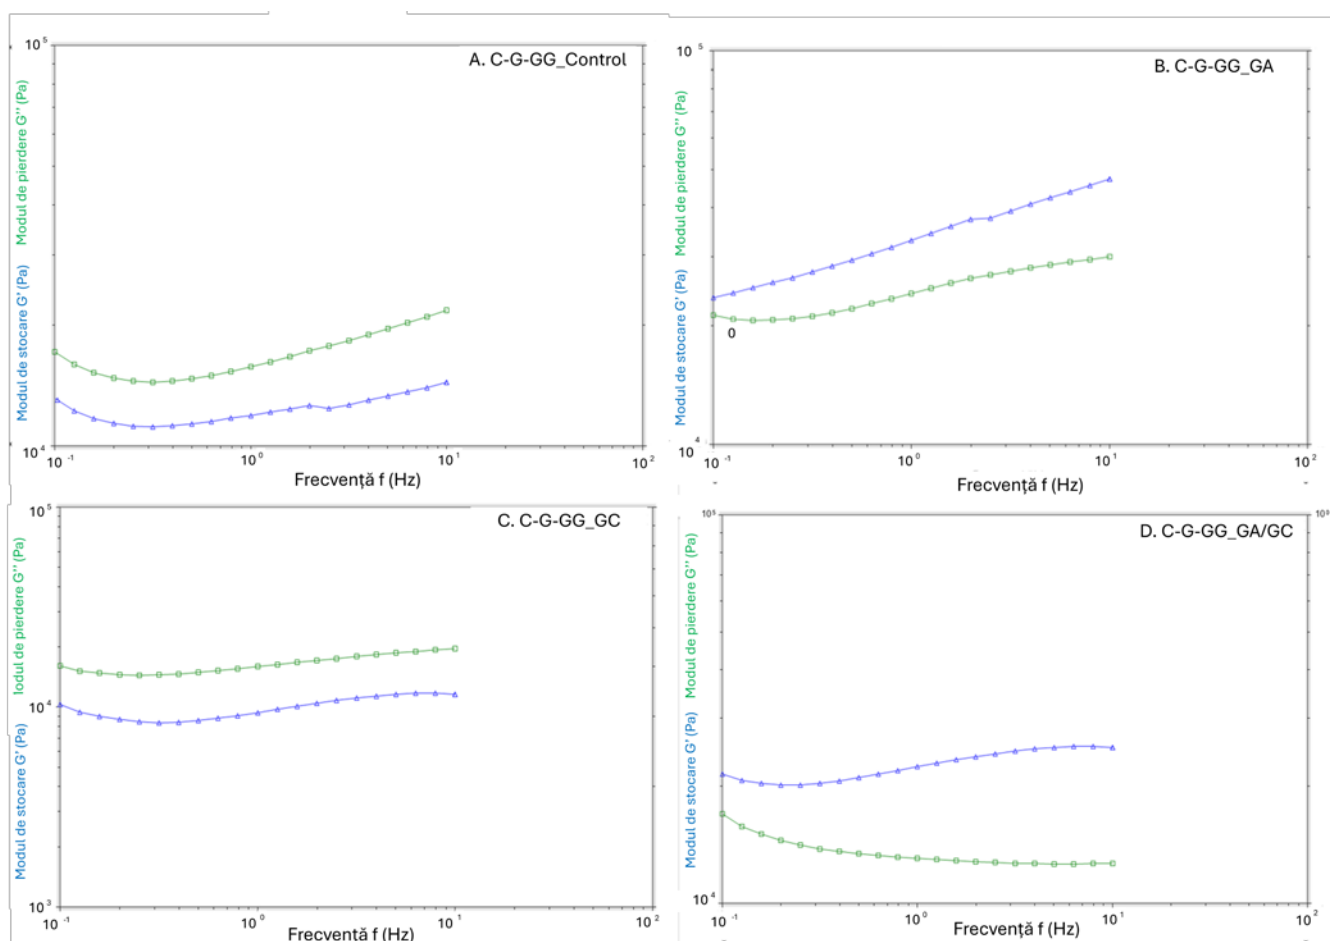 A. C-G-GG_Control
10⁵
Modul de pierdere G'' (Pa)
Modul de stocare G' (Pa)
10⁴
10⁻¹ 10⁰ 10¹ 10²
Frecvență f (Hz)
B. C-G-GG_GA
10⁵
Modul de pierdere G'' (Pa)
Modul de stocare G' (Pa)
0
10⁴
10⁻¹ 10⁰ 10¹ 10²
Frecvență f (Hz)
C. C-G-GG_GC
10⁵
lodul de pierdere G'' (Pa)
10⁴
Modul de stocare G' (Pa)
10³
10⁻¹ 10⁰ 10¹ 10²
Frecvență f (Hz)
D. C-G-GG_GA/GC
10⁵
Modul de pierdere G'' (Pa)
Modul de stocare G' (Pa)
10⁴
10⁻¹ 10⁰ 10¹ 10²
Frecvență f (Hz)